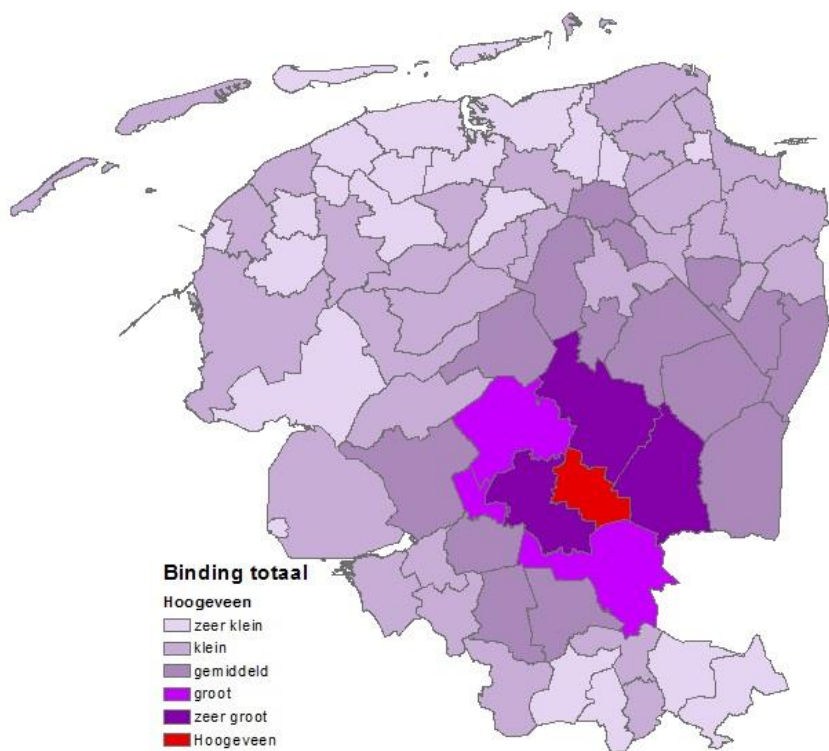 Binding totaal
Hoogeveen
zeer klein
klein
gemiddeld
groot
zeer groot
Hoogeveen